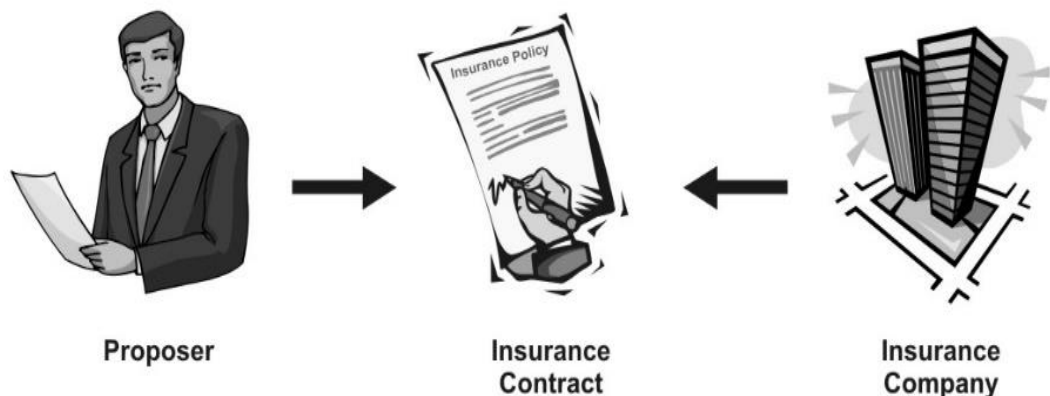 Insurance Policy
Proposer
Insurance
Contract
Insurance
Company